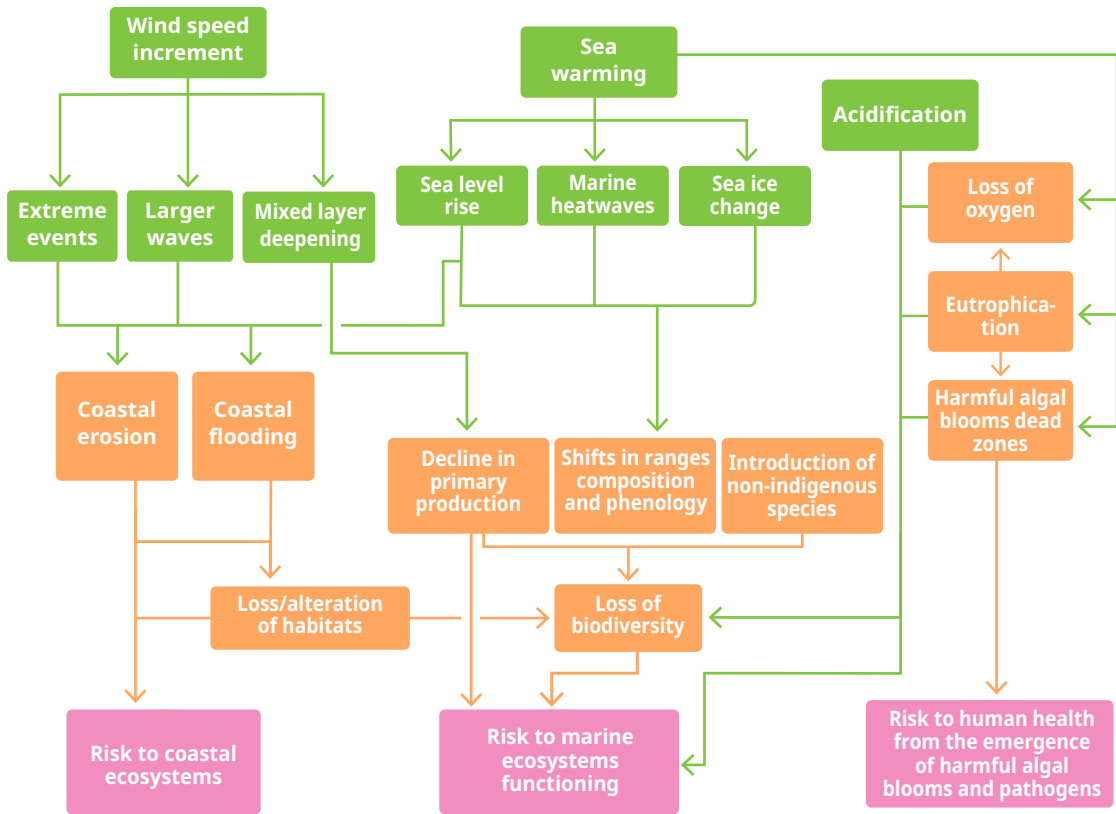 Wind speed
increment
Sea
warming
Acidification
Extreme
events
Larger
waves
Mixed layer
deepening
Sea level
rise
Marine
heatwaves
Sea ice
change
Loss of
oxygen
Eutrophica-
tion
Harmful algal
blooms dead
zones
Coastal
erosion
Coastal
flooding
Decline in
primary
production
Shifts in ranges
composition
and phenology
Introduction of
non-indigenous
species
Loss/alteration
of habitats
Loss of
biodiversity
Risk to coastal
ecosystems
Risk to marine
ecosystems
functioning
Risk to human health
from the emergence
of harmful algal
blooms and pathogens